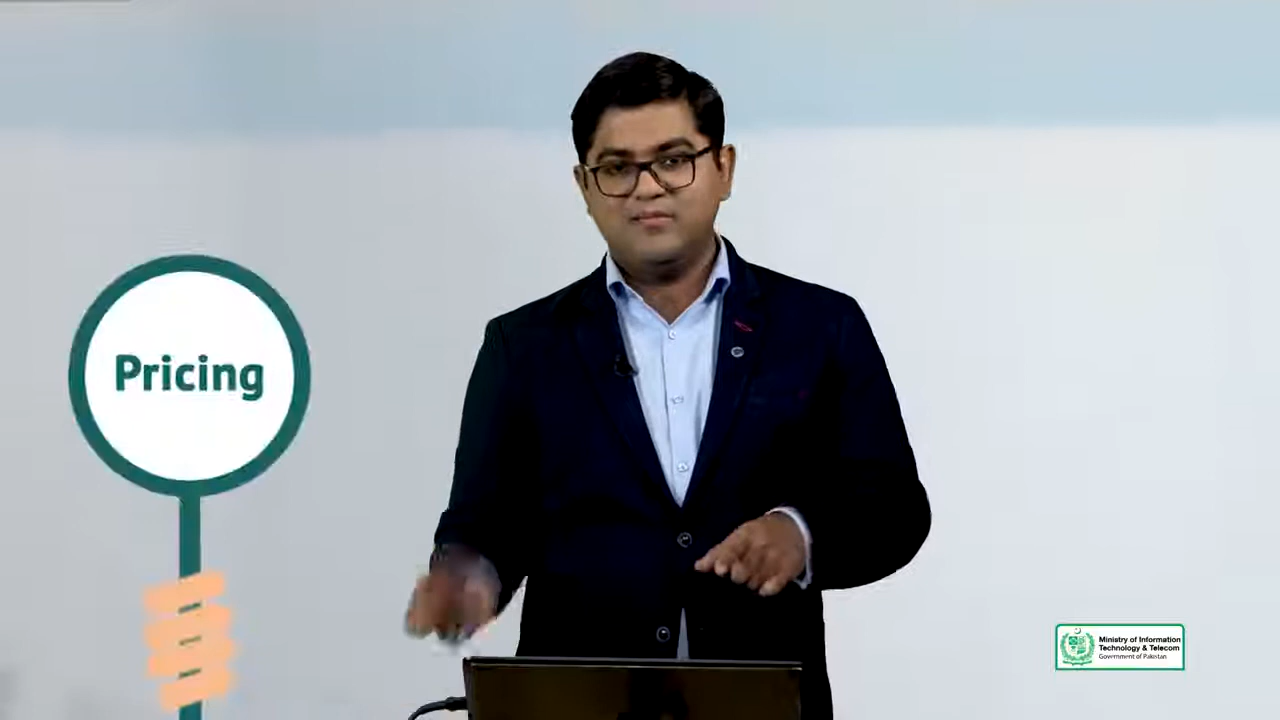 Pricing
Ministry of Information
Technology & Telecom
Government of Pakistan